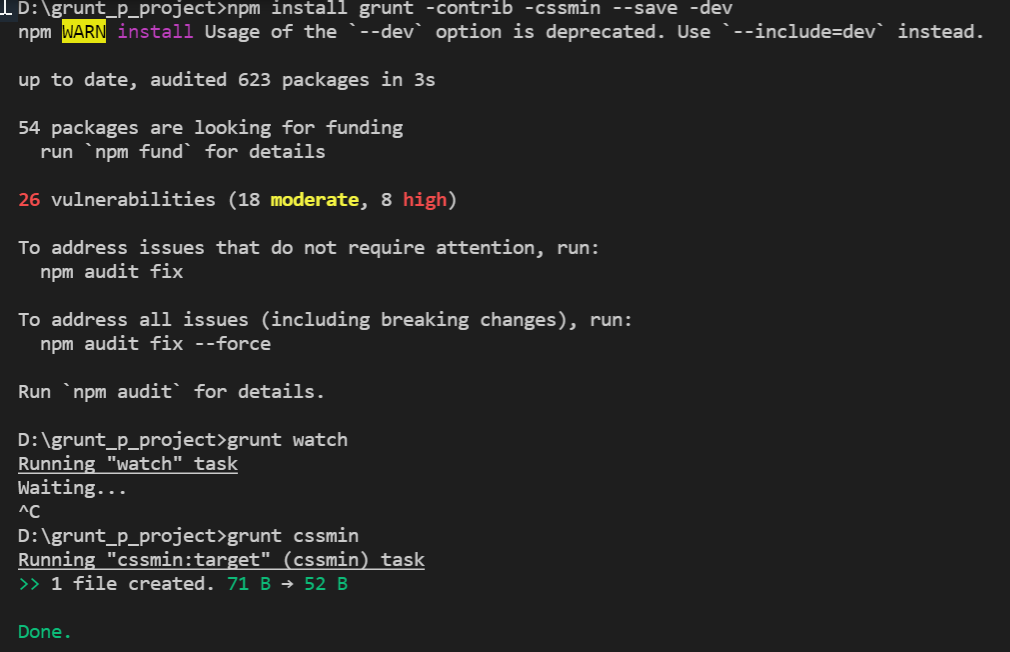 D:\grunt_p_project>npm install grunt -contrib -cssmin --save -dev
npm WARN install Usage of the `--dev` option is deprecated. Use `--include=dev` instead.
up to date, audited 623 packages in 3s
54 packages are looking for funding
run `npm fund` for details
26 vulnerabilities (18 moderate, 8 high)
To address issues that do not require attention, run:
npm audit fix
To address all issues (including breaking changes), run:
npm audit fix --force
Run `npm audit` for details.
D:\grunt_p_project>grunt watch
Running "watch" task
Waiting...
^C
D:\grunt_p_project>grunt cssmin
Running "cssmin:target" (cssmin) task
>> 1 file created. 71 B → 52 B
Done.